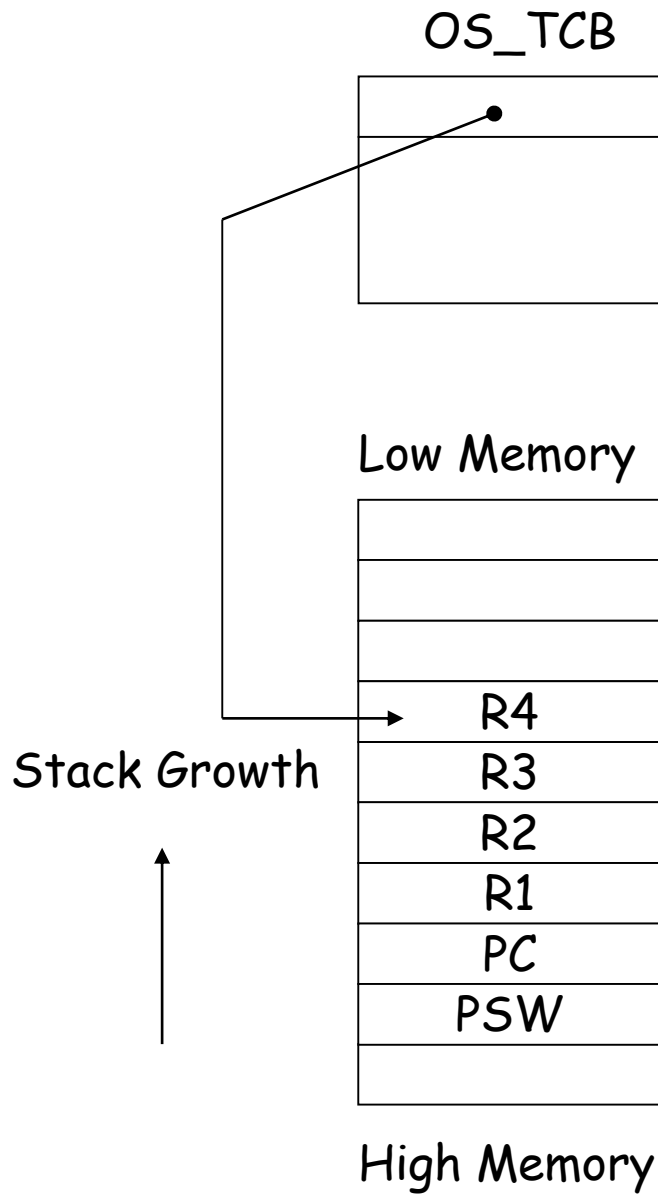 OS_TCB
Low Memory
R4
Stack Growth
R3
R2
R1
PC
PSW
High Memory